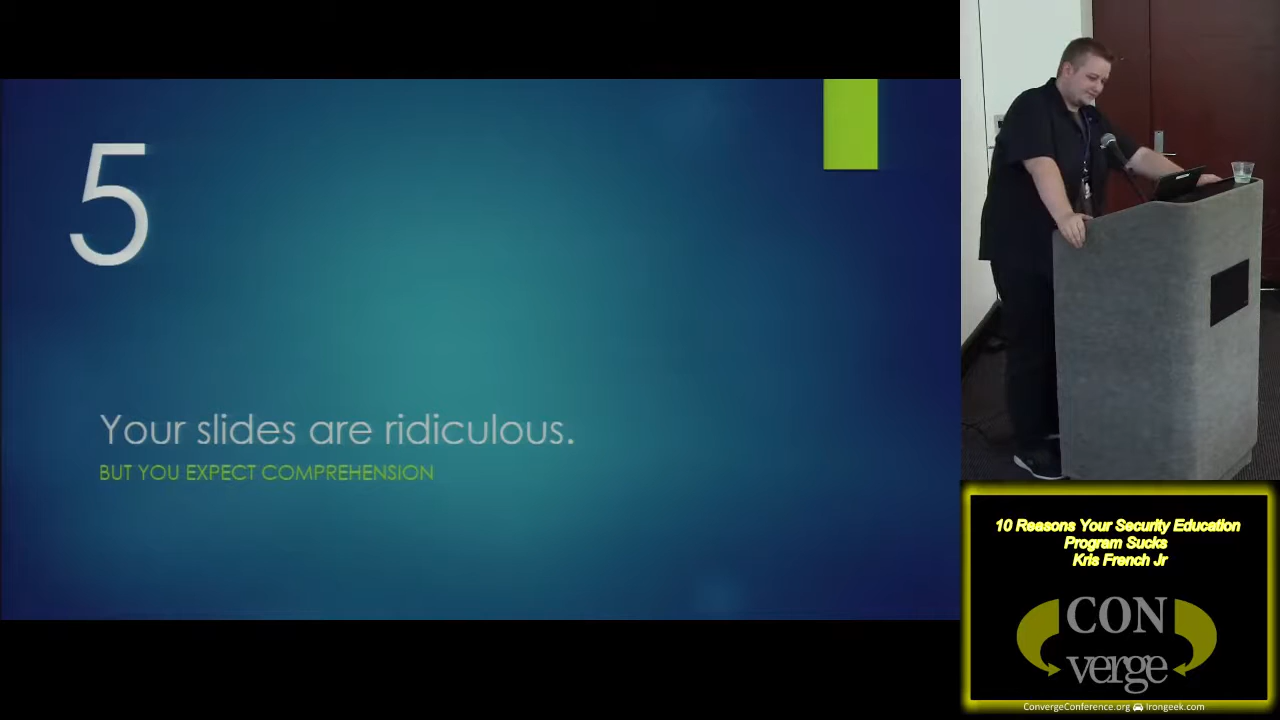 5
Your slides are ridiculous.
BUT YOU EXPECT COMPREHENSION
10 Reasons Your Security Education
Program Sucks
Kris French Jr
CON
verge
ConvergeConference.org Irongeek.com